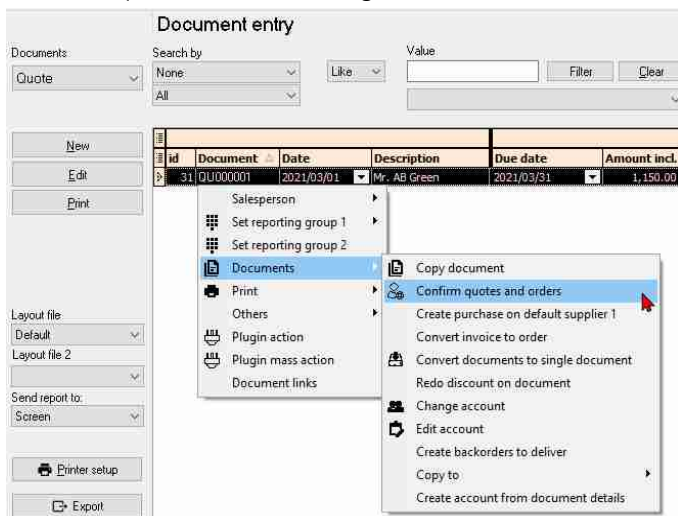 Document entry
Documents
Search by
Value
Quote
None
Like
Filter
Clear
All
New
Edit
Print
id Document Date Description Due date Amount incl.
31 QU000001 2021/03/01 Mr. AB Green 2021/03/31 1,150.00
Salesperson
Set reporting group 1
Set reporting group 2
Documents
Print
Others
Plugin action
Plugin mass action
Document links
Copy document
Confirm quotes and orders
Create purchase on default supplier 1
Convert invoice to order
Convert documents to single document
Redo discount on document
Change account
Edit account
Create backorders to deliver
Copy to
Create account from document details
Layout file
Default
Layout file 2
Send report to:
Screen
Printer setup
Export